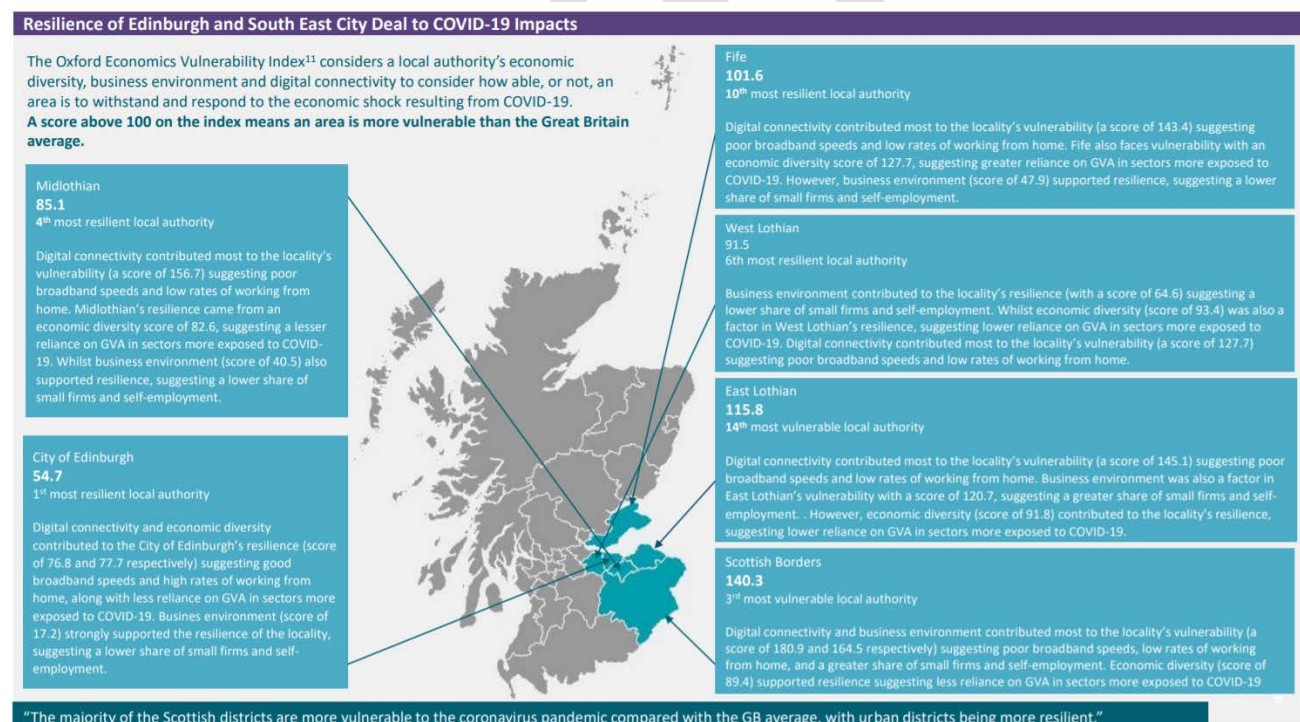 Resilience of Edinburgh and South East City Deal to COVID-19 Impacts
The Oxford Economics Vulnerability Index11 considers a local authority's economic
diversity, business environment and digital connectivity to consider how able, or not, an
area is to withstand and respond to the economic shock resulting from COVID-19.
A score above 100 on the index means an area is more vulnerable than the Great Britain
average.
Midlothian
85.1
4th most resilient local authority
Digital connectivity contributed most to the locality's
vulnerability (a score of 156.7) suggesting poor
broadband speeds and low rates of working from
home. Midlothian's resilience came from an
economic diversity score of 82.6, suggesting a lesser
reliance on GVA in sectors more exposed to COVID-
19. Whilst business environment (score of 40.5) also
supported resilience, suggesting a lower share of
small firms and self-employment.
City of Edinburgh
54.7
1st most resilient local authority
Digital connectivity and economic diversity
contributed to the City of Edinburgh's resilience (score
of 76.8 and 77.7 respectively) suggesting good
broadband speeds and high rates of working from
home, along with less reliance on GVA in sectors more
exposed to COVID-19. Busines environment (score of
17.2) strongly supported the resilience of the locality,
suggesting a lower share of small firms and self-
employment.
Fife
101.6
10th most resilient local authority
Digital connectivity contributed most to the locality's vulnerability (a score of 143.4) suggesting
poor broadband speeds and low rates of working from home. Fife also faces vulnerability with an
economic diversity score of 127.7, suggesting greater reliance on GVA in sectors more exposed to
COVID-19. However, business environment (score of 47.9) supported resilience, suggesting a lower
share of small firms and self-employment.
West Lothian
91.5
6th most resilient local authority
Business environment contributed to the locality's resilience (with a score of 64.6) suggesting a
lower share of small firms and self-employment. Whilst economic diversity (score of 93.4) was also a
factor in West Lothian's resilience, suggesting lower reliance on GVA in sectors more exposed to
COVID-19. Digital connectivity contributed most to the locality's vulnerability (a score of 127.7)
suggesting poor broadband speeds and low rates of working from home.
East Lothian
115.8
14th most vulnerable local authority
Digital connectivity contributed most to the locality's vulnerability (a score of 145.1) suggesting poor
broadband speeds and low rates of working from home. Business environment was also a factor in
East Lothian's vulnerability with a score of 120.7, suggesting a greater share of small firms and self-
employment. . However, economic diversity (score of 91.8) contributed to the locality's resilience,
suggesting lower reliance on GVA in sectors more exposed to COVID-19.
Scottish Borders
140.3
3rd most vulnerable local authority
Digital connectivity and business environment contributed most to the locality's vulnerability (a
score of 180.9 and 164.5 respectively) suggesting poor broadband speeds, low rates of working
from home, and a greater share of small firms and self-employment. Economic diversity (score of
89.4) supported resilience suggesting less reliance on GVA in sectors more exposed to COVID-19
"The majority of the Scottish districts are more vulnerable to the coronavirus pandemic compared with the GB average, with urban districts being more resilient."